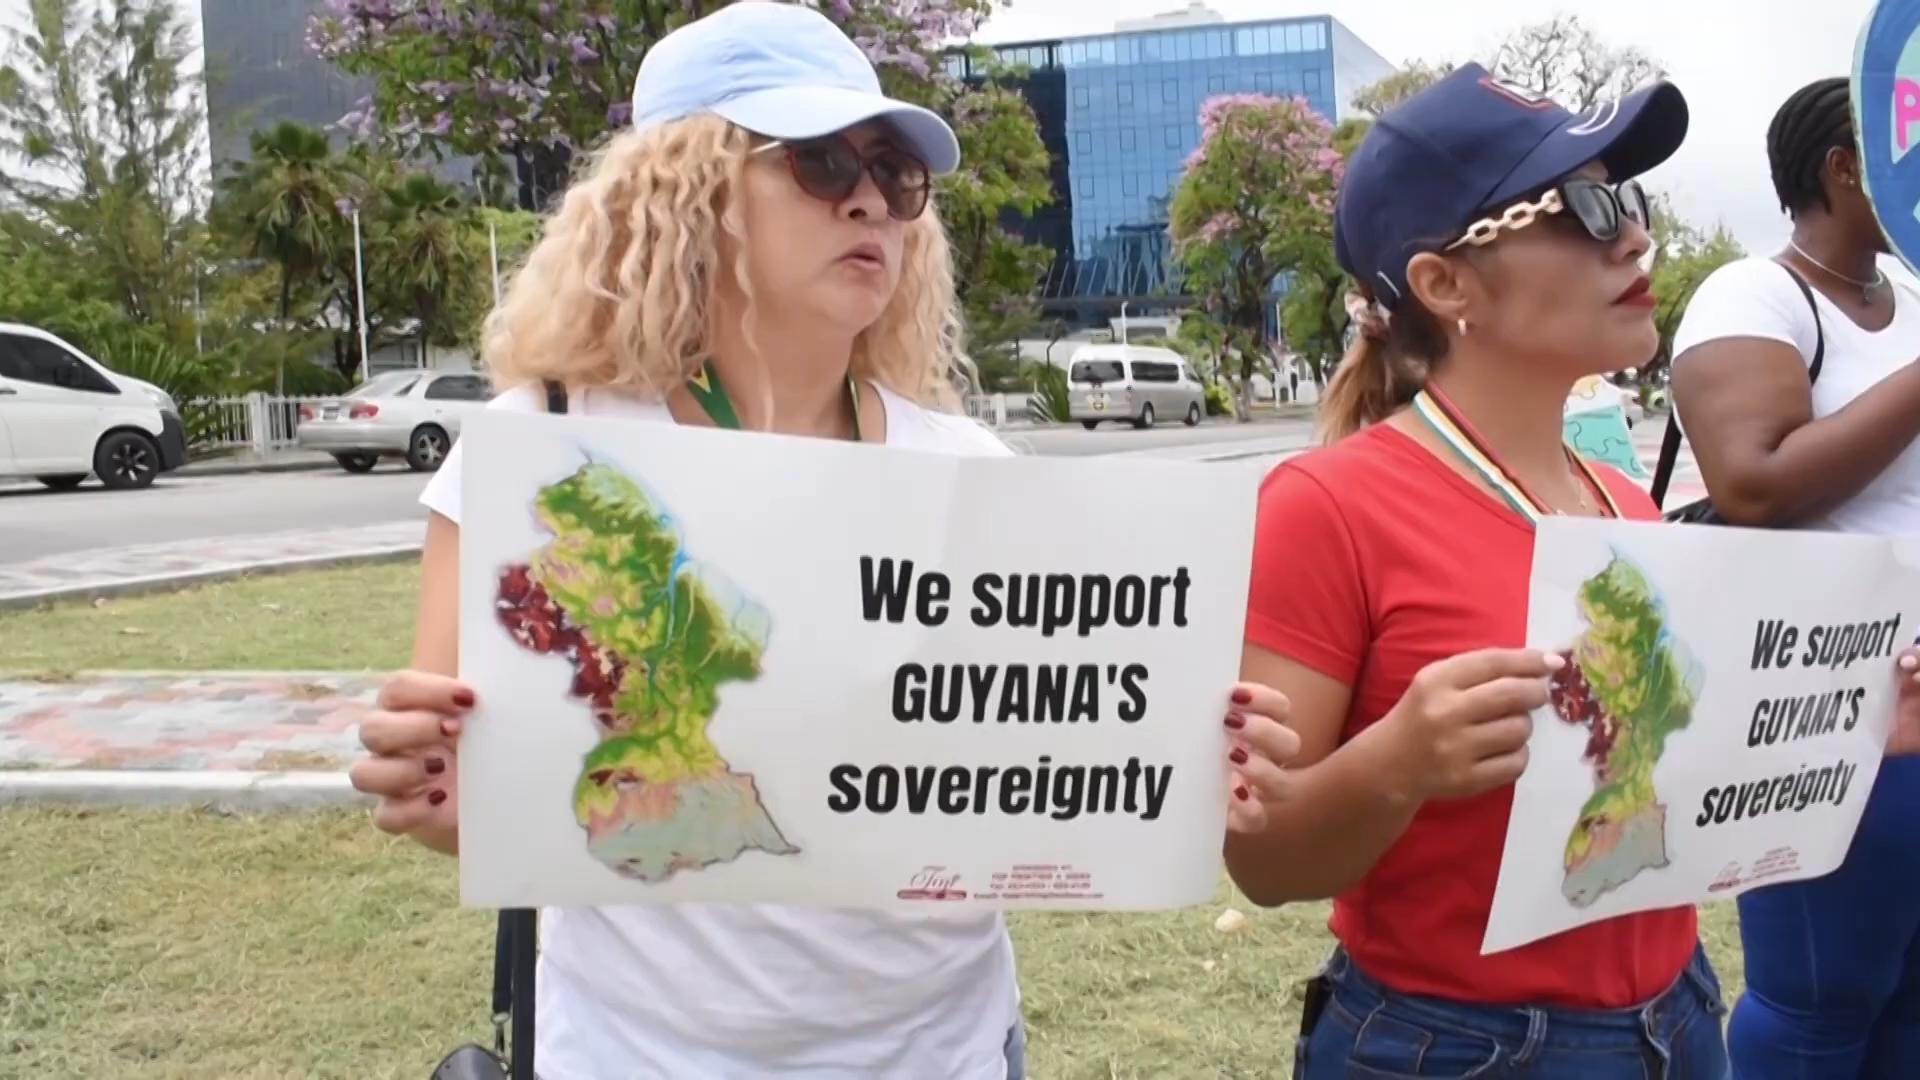 We support
GUYANA'S
sovereignty
We support
GUYANA'S
sovereignty
P